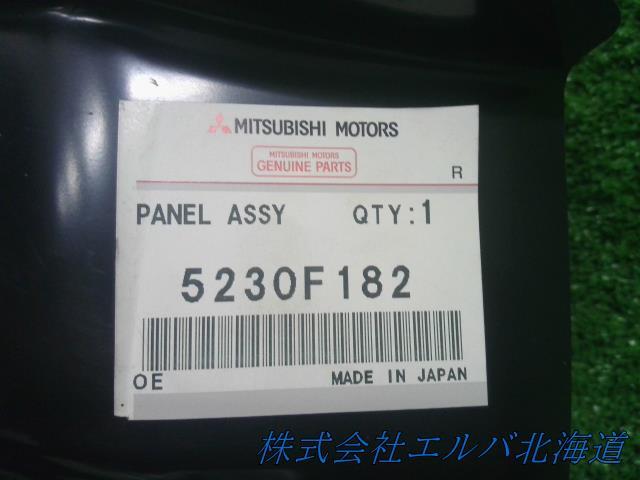 MITSUBISHI MOTORS
MITSUBISHI MOTORS
GENUINE PARTS
R
PANEL ASSY QTY:1
5230F182
OE MADE IN JAPAN
株式会社エルバ北海道